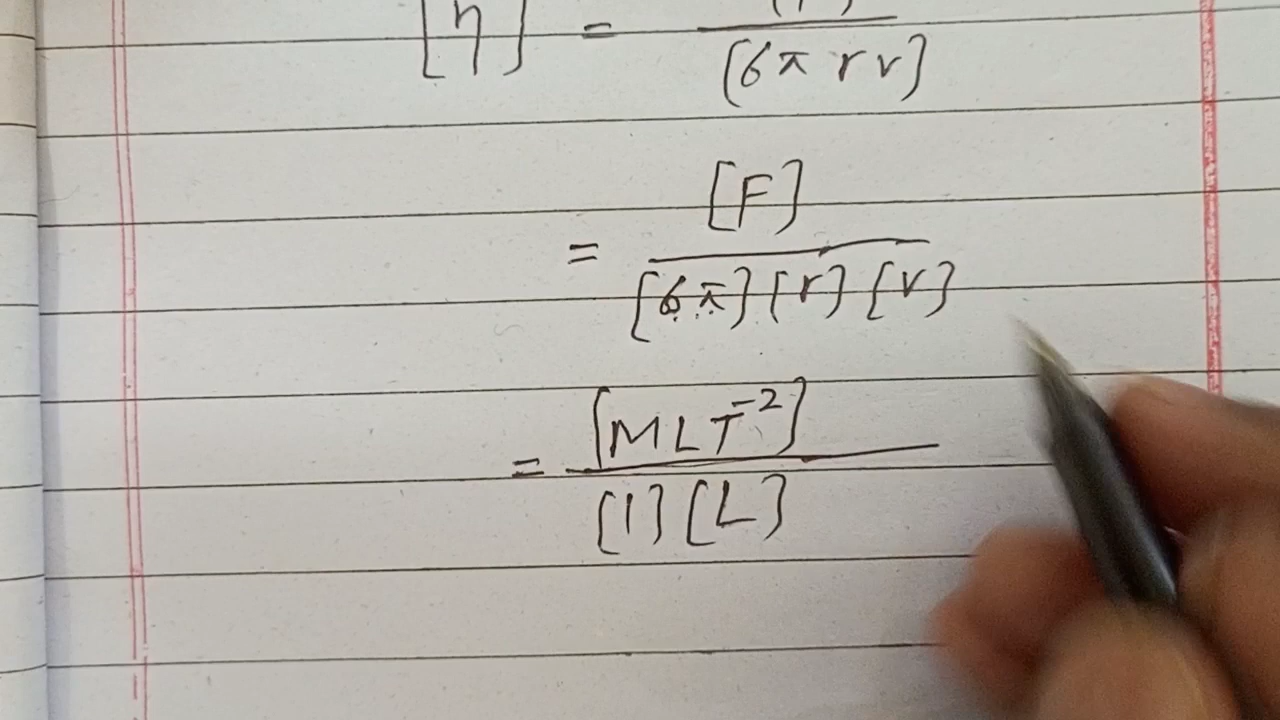 [η] = [F] / [6π r v]
= [F] / [6π] [r] [v]
= [MLT⁻²] / [1] [L]